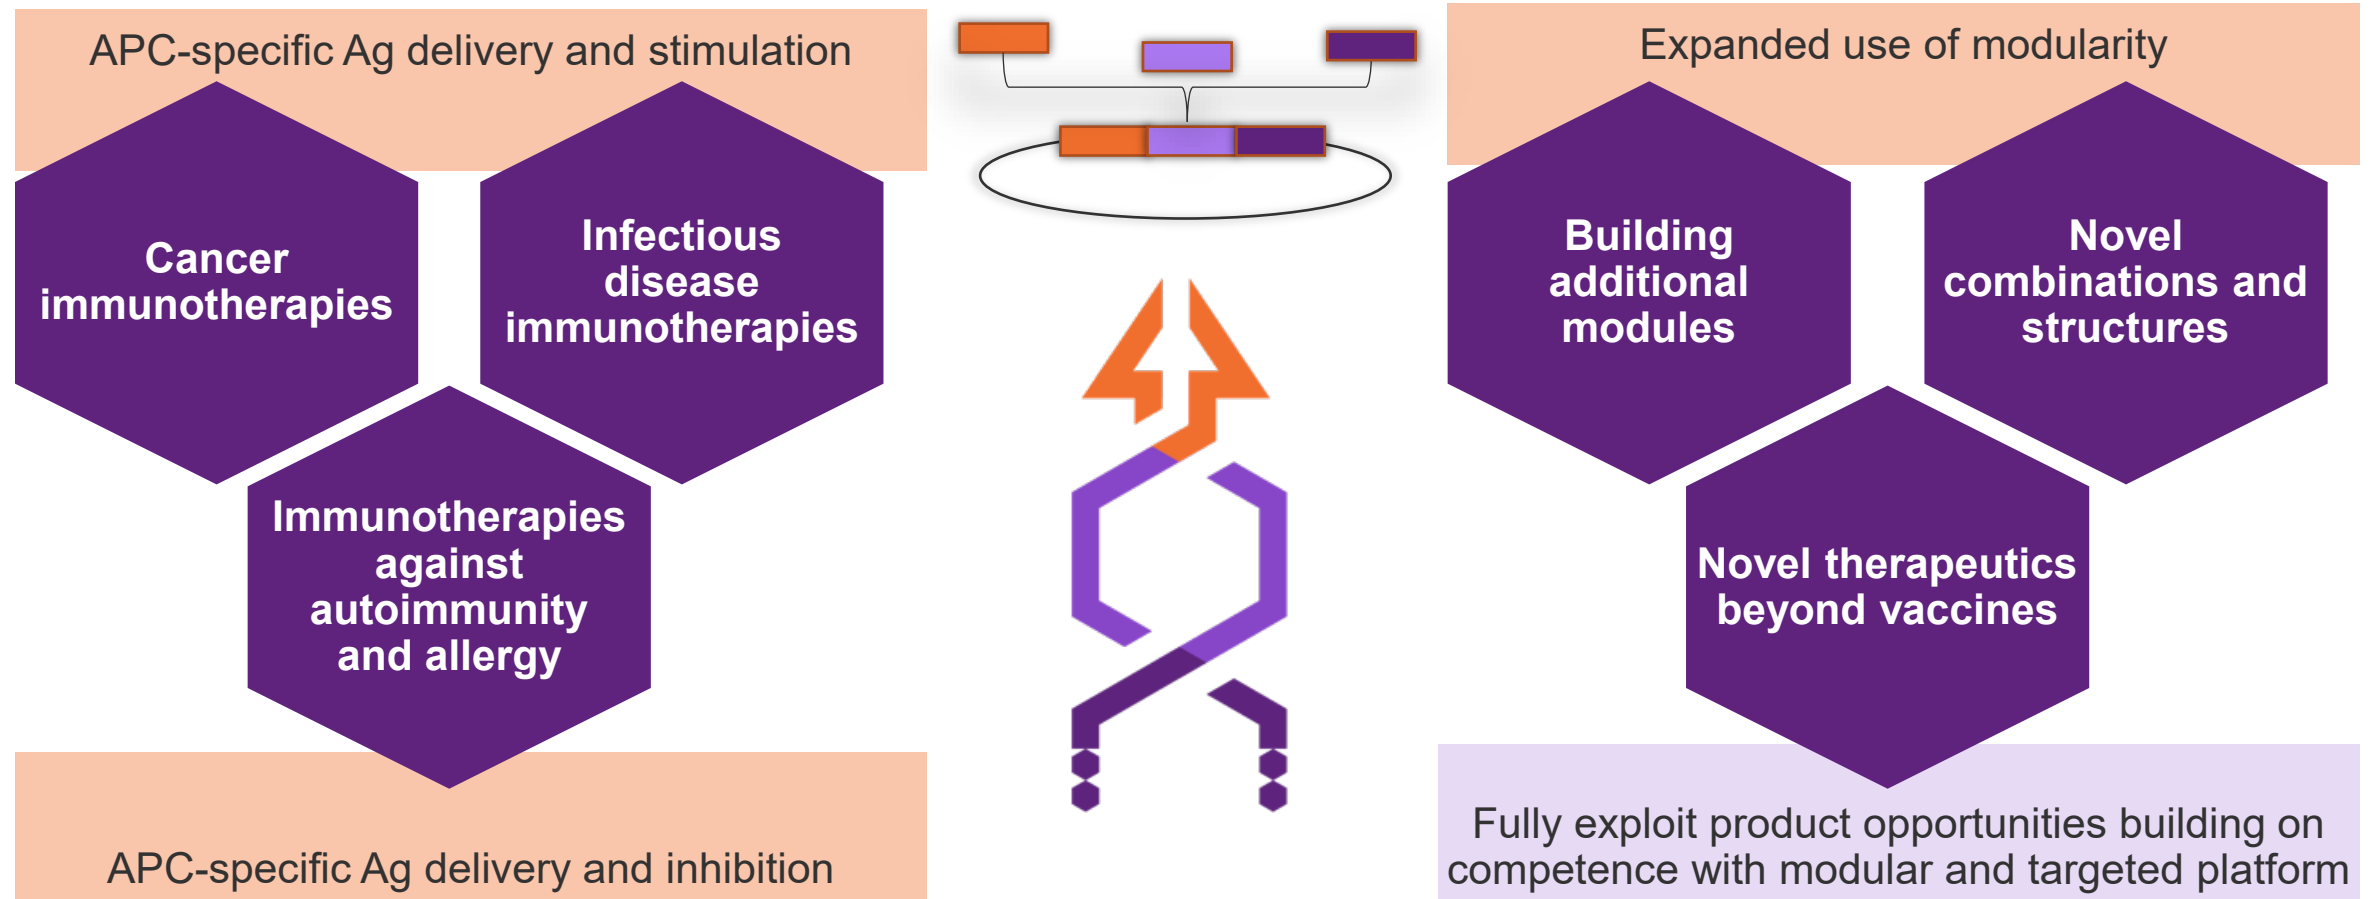 APC-specific Ag delivery and stimulation
Cancer
immunotherapies
Infectious
disease
immunotherapies
Immunotherapies
against
autoimmunity
and allergy
APC-specific Ag delivery and inhibition
Expanded use of modularity
Building
additional
modules
Novel
combinations and
structures
Novel therapeutics
beyond vaccines
Fully exploit product opportunities building on
competence with modular and targeted platform